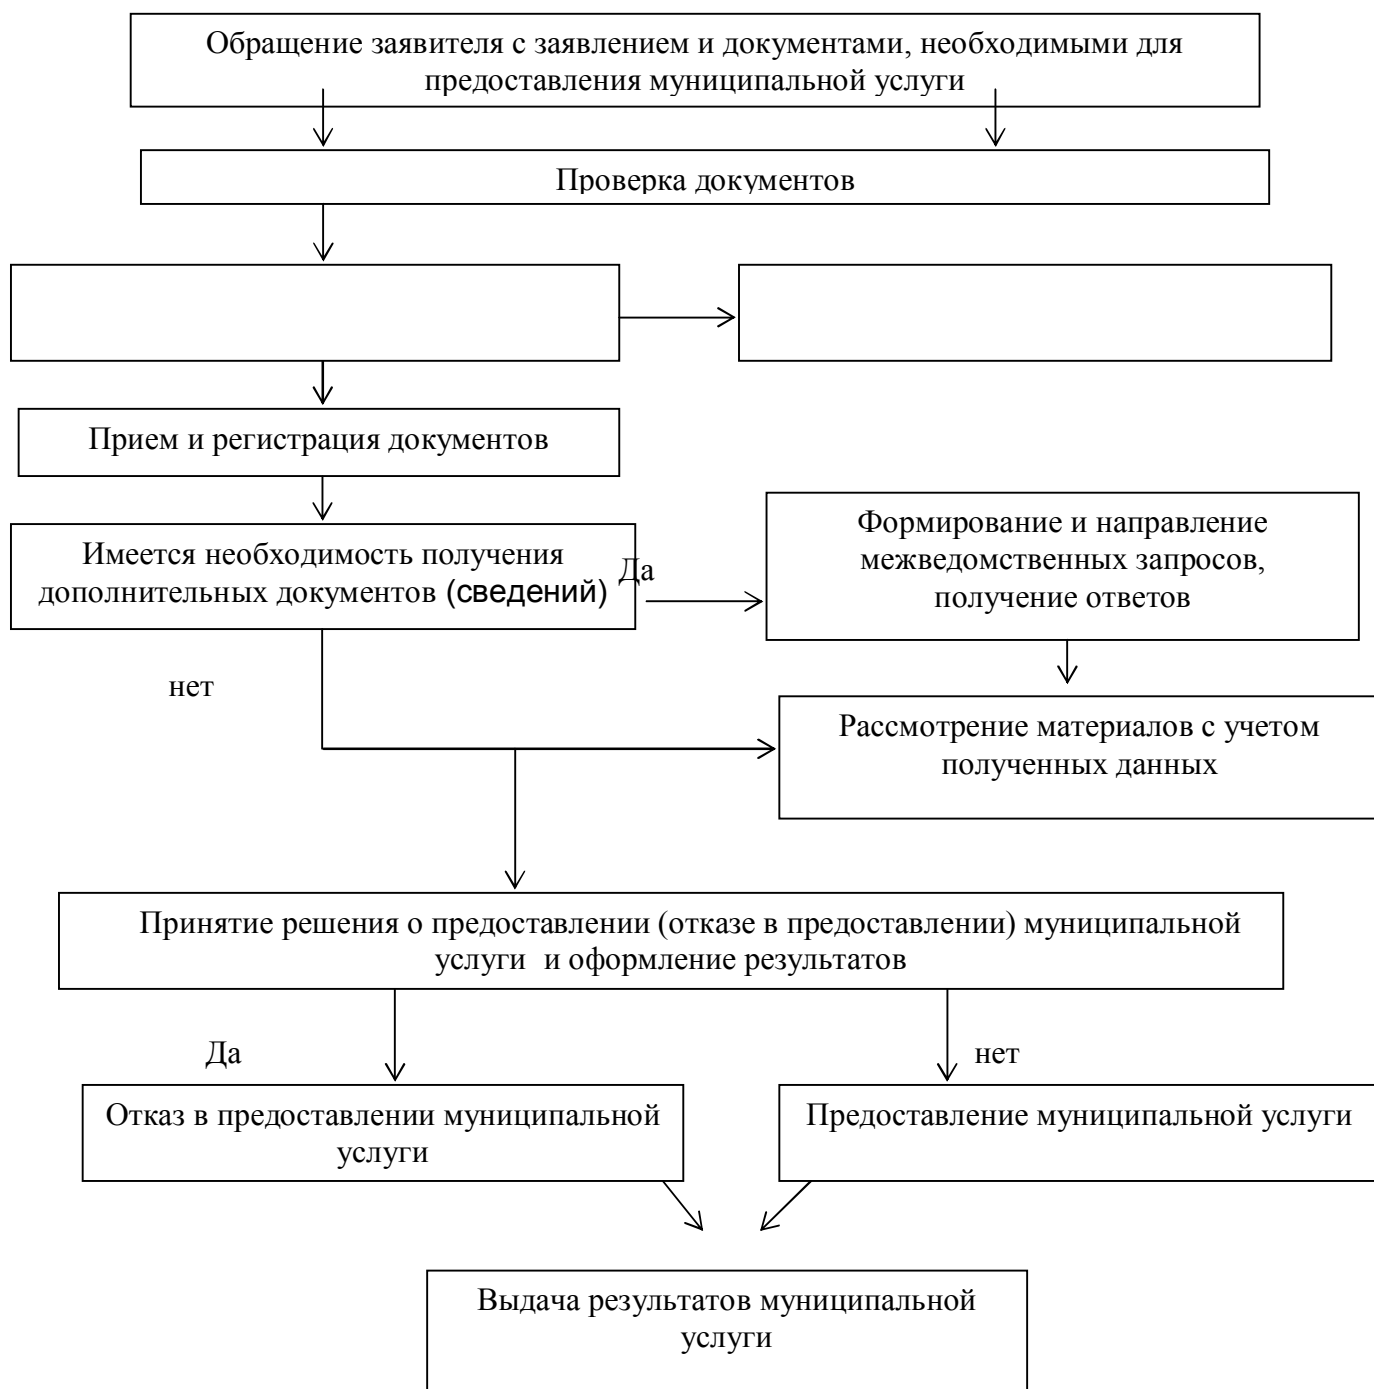 Обращение заявителя с заявлением и документами, необходимыми для
предоставления муниципальной услуги
Проверка документов
Прием и регистрация документов
Имеется необходимость получения
дополнительных документов (сведений)
Да
Формирование и направление
межведомственных запросов,
получение ответов
нет
Рассмотрение материалов с учетом
полученных данных
Принятие решения о предоставлении (отказе в предоставлении) муниципальной
услуги и оформление результатов
Да
нет
Отказ в предоставлении муниципальной
услуги
Предоставление муниципальной услуги
Выдача результатов муниципальной
услуги